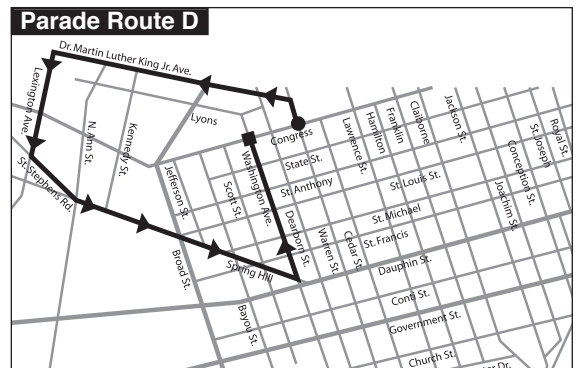 Parade Route D
Dr. Martin Luther King Jr. Ave.
Lexington Ave.
N. Ann St.
Kennedy St.
Lyons
St. Stephens Rd.
Congress
Washington Ave.
State St.
St. Anthony
Lawrence St.
Hamilton
Franklin
Claiborne
Jackson St.
Conception St.
St. Joseph
Royal St.
Joachim St.
Jefferson St.
Scott St.
Dearborn St.
Warren St.
Cedar St.
St. Louis St.
St. Michael
St. Francis
Dauphin St.
Spring Hill
Broad St.
Bayou St.
Conti St.
Government St.
Church St.
Dr.